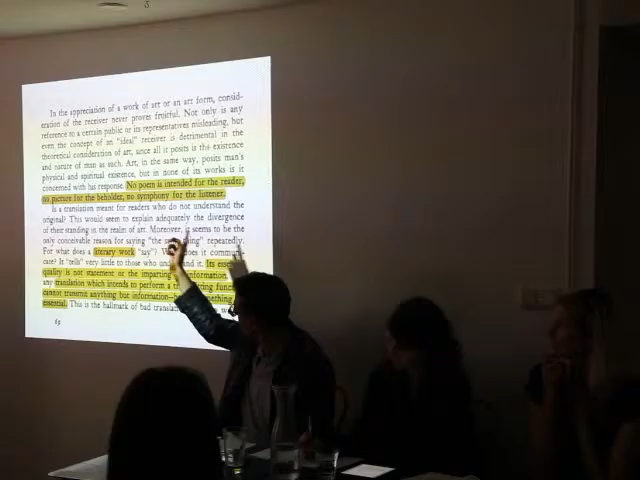 In the appreciation of a work of art or an art form, consid-
eration of the receiver never proves fruitful. Not only is any
reference to a certain public or its representatives misleading, but
even the concept of an "ideal" receiver is detrimental in the
theoretical consideration of art, since all it posits is the existence
and nature of man as such. Art, in the same way, posits man's
physical and spiritual existence, but in none of its works is it
concerned with his response. No poem is intended for the reader,
no picture for the beholder, no symphony for the listener.
Is a translation meant for readers who do not understand the
original? This would seem to explain adequately the divergence
of their standing in the realm of art. Moreover, it seems to be the
only conceivable reason for saying "the thing" repeatedly.
For what does a literary work "say"? does it
cate? It "tells" very little to those who it. Its
quality is not statement or the imparting information.
any translation which intends to perform a
cannot transmit anything but information—
essential. This is the hallmark of bad
69